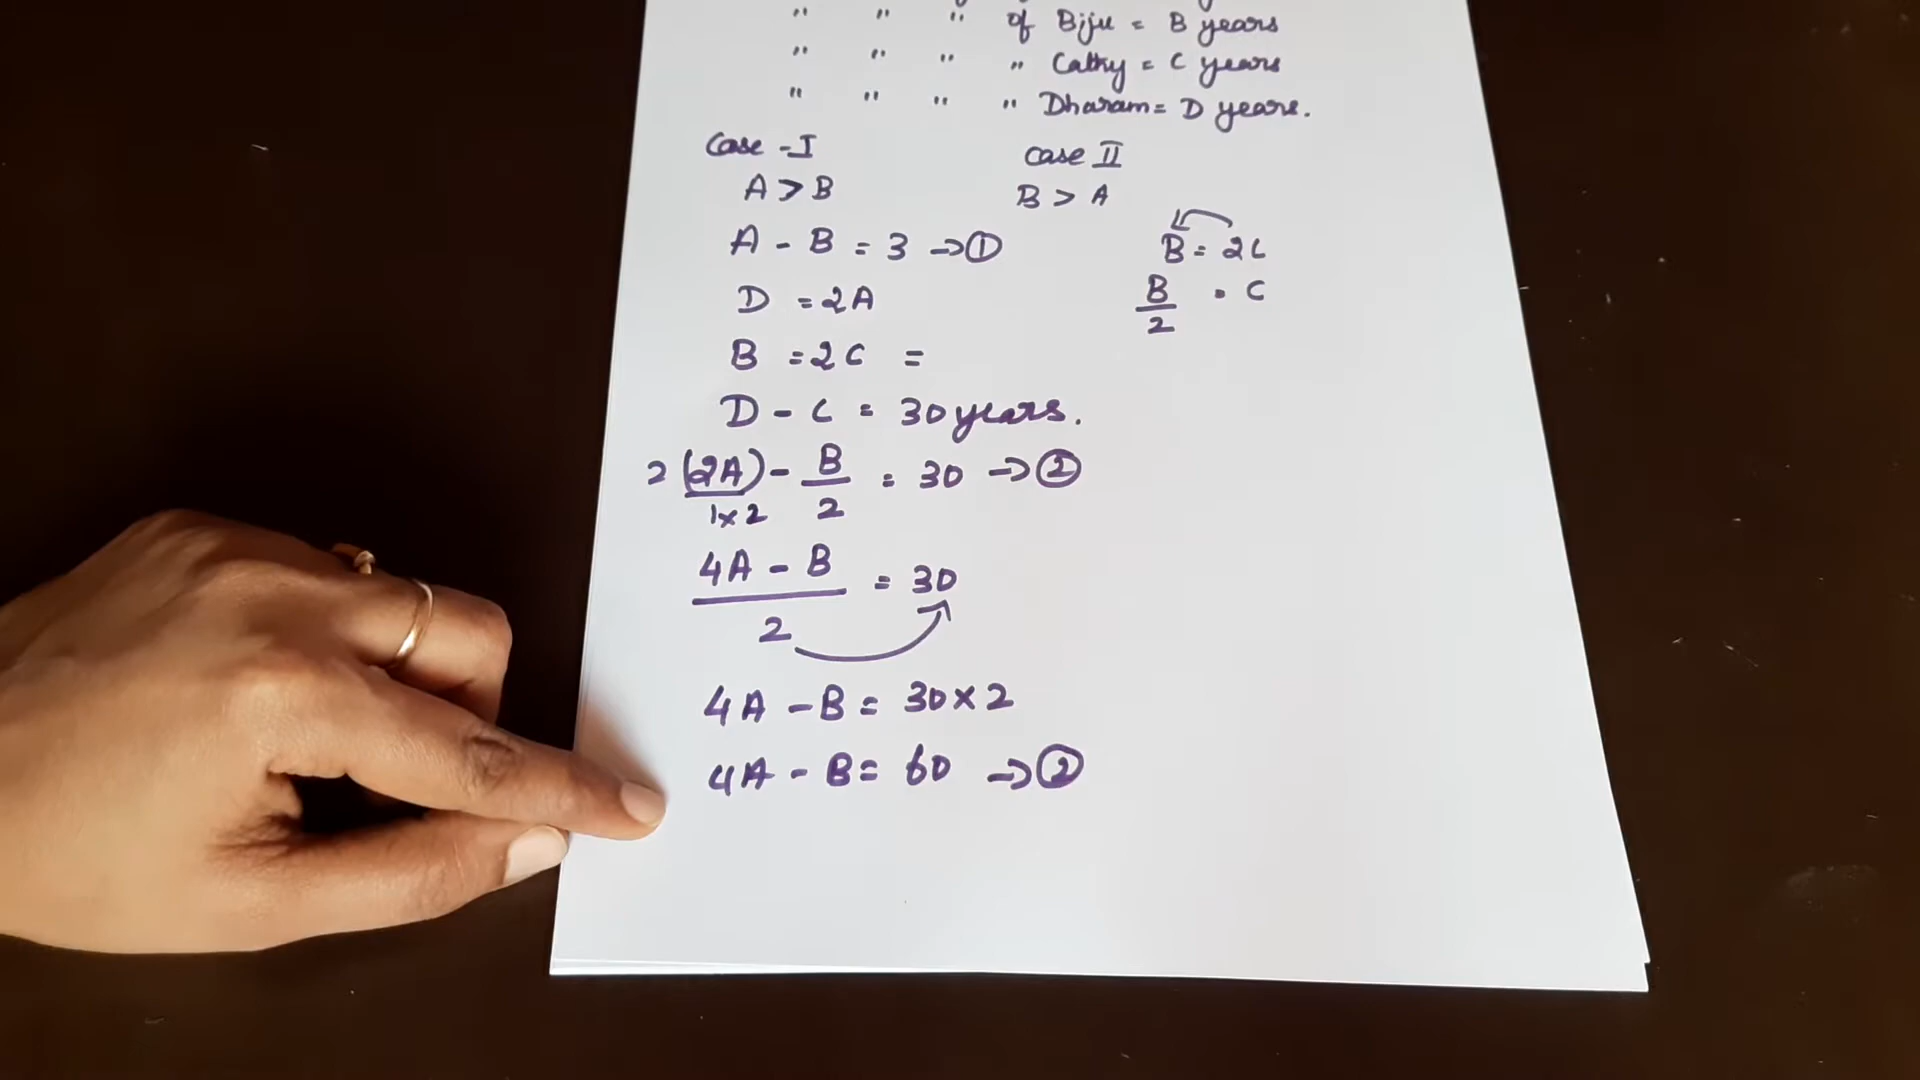 " " " of Biju = B years
" " " " Cathy = C years
" " " " Dharam = D years.
Case - I
A > B
A - B = 3 → ①
D = 2A
B = 2C =
D - C = 30 years.
2 (2A) - B = 30 → ②
1 x 2 2
4A - B = 30
2
4A - B = 30 x 2
4A - B = 60 → ②
Case II
B > A
B = 2C
B = C
2